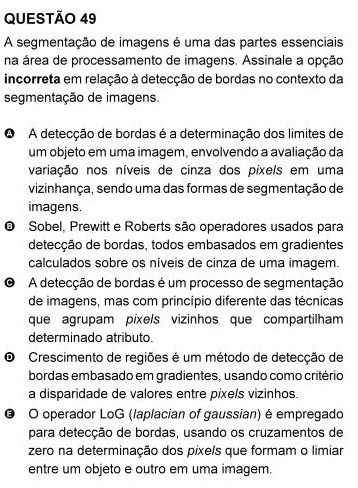 QUESTÃO 49
A segmentação de imagens é uma das partes essenciais
na área de processamento de imagens. Assinale a opção
incorreta em relação à detecção de bordas no contexto da
segmentação de imagens.
A A detecção de bordas é a determinação dos limites de
um objeto em uma imagem, envolvendo a avaliação da
variação nos níveis de cinza dos pixels em uma
vizinhança, sendo uma das formas de segmentação de
imagens.
B Sobel, Prewitt e Roberts são operadores usados para
detecção de bordas, todos embasados em gradientes
calculados sobre os níveis de cinza de uma imagem.
C A detecção de bordas é um processo de segmentação
de imagens, mas com princípio diferente das técnicas
que agrupam pixels vizinhos que compartilham
determinado atributo.
D Crescimento de regiões é um método de detecção de
bordas embasado em gradientes, usando como critério
a disparidade de valores entre pixels vizinhos.
E O operador LoG (laplacian of gaussian) é empregado
para detecção de bordas, usando os cruzamentos de
zero na determinação dos pixels que formam o limiar
entre um objeto e outro em uma imagem.